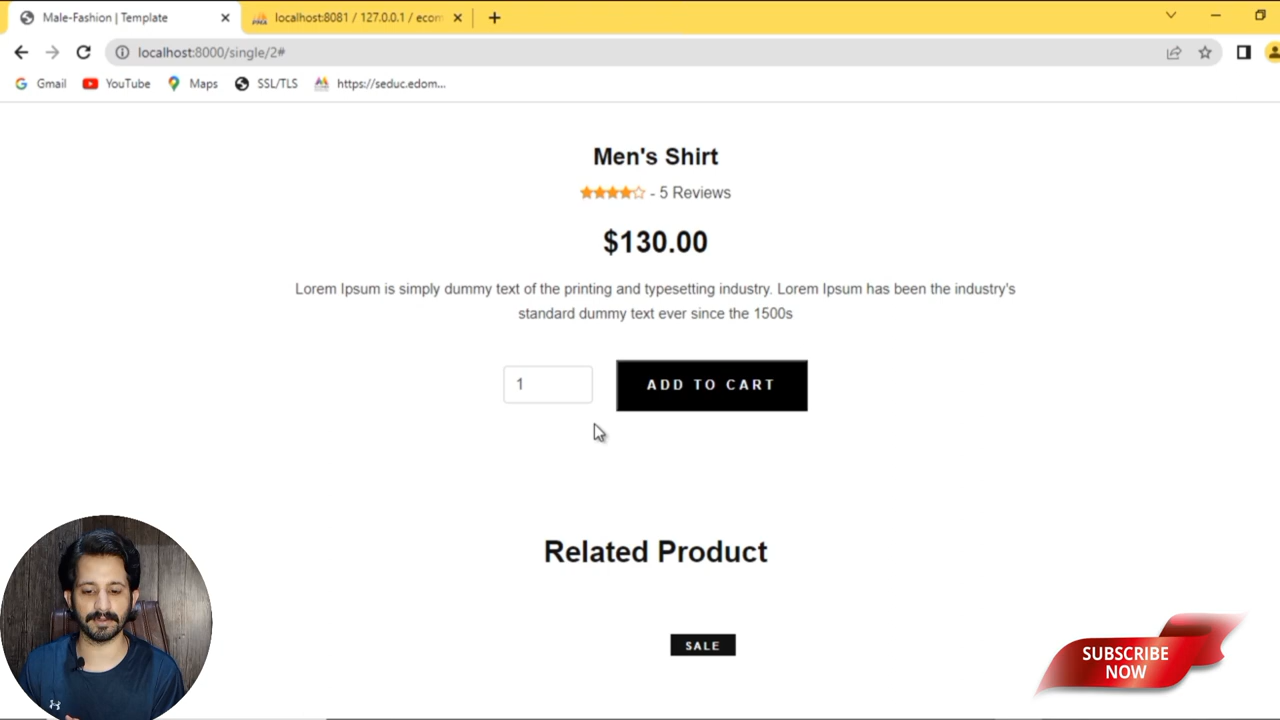 Male-Fashion | Template
localhost:8081 / 127.0.0.1 / ecom
localhost:8000/single/2#
Gmail
YouTube
Maps
SSL/TLS
https://seduc.edom...
Men's Shirt
- 5 Reviews
$130.00
Lorem Ipsum is simply dummy text of the printing and typesetting industry. Lorem Ipsum has been the industry's
standard dummy text ever since the 1500s
1
ADD TO CART
Related Product
SALE
SUBSCRIBE
NOW